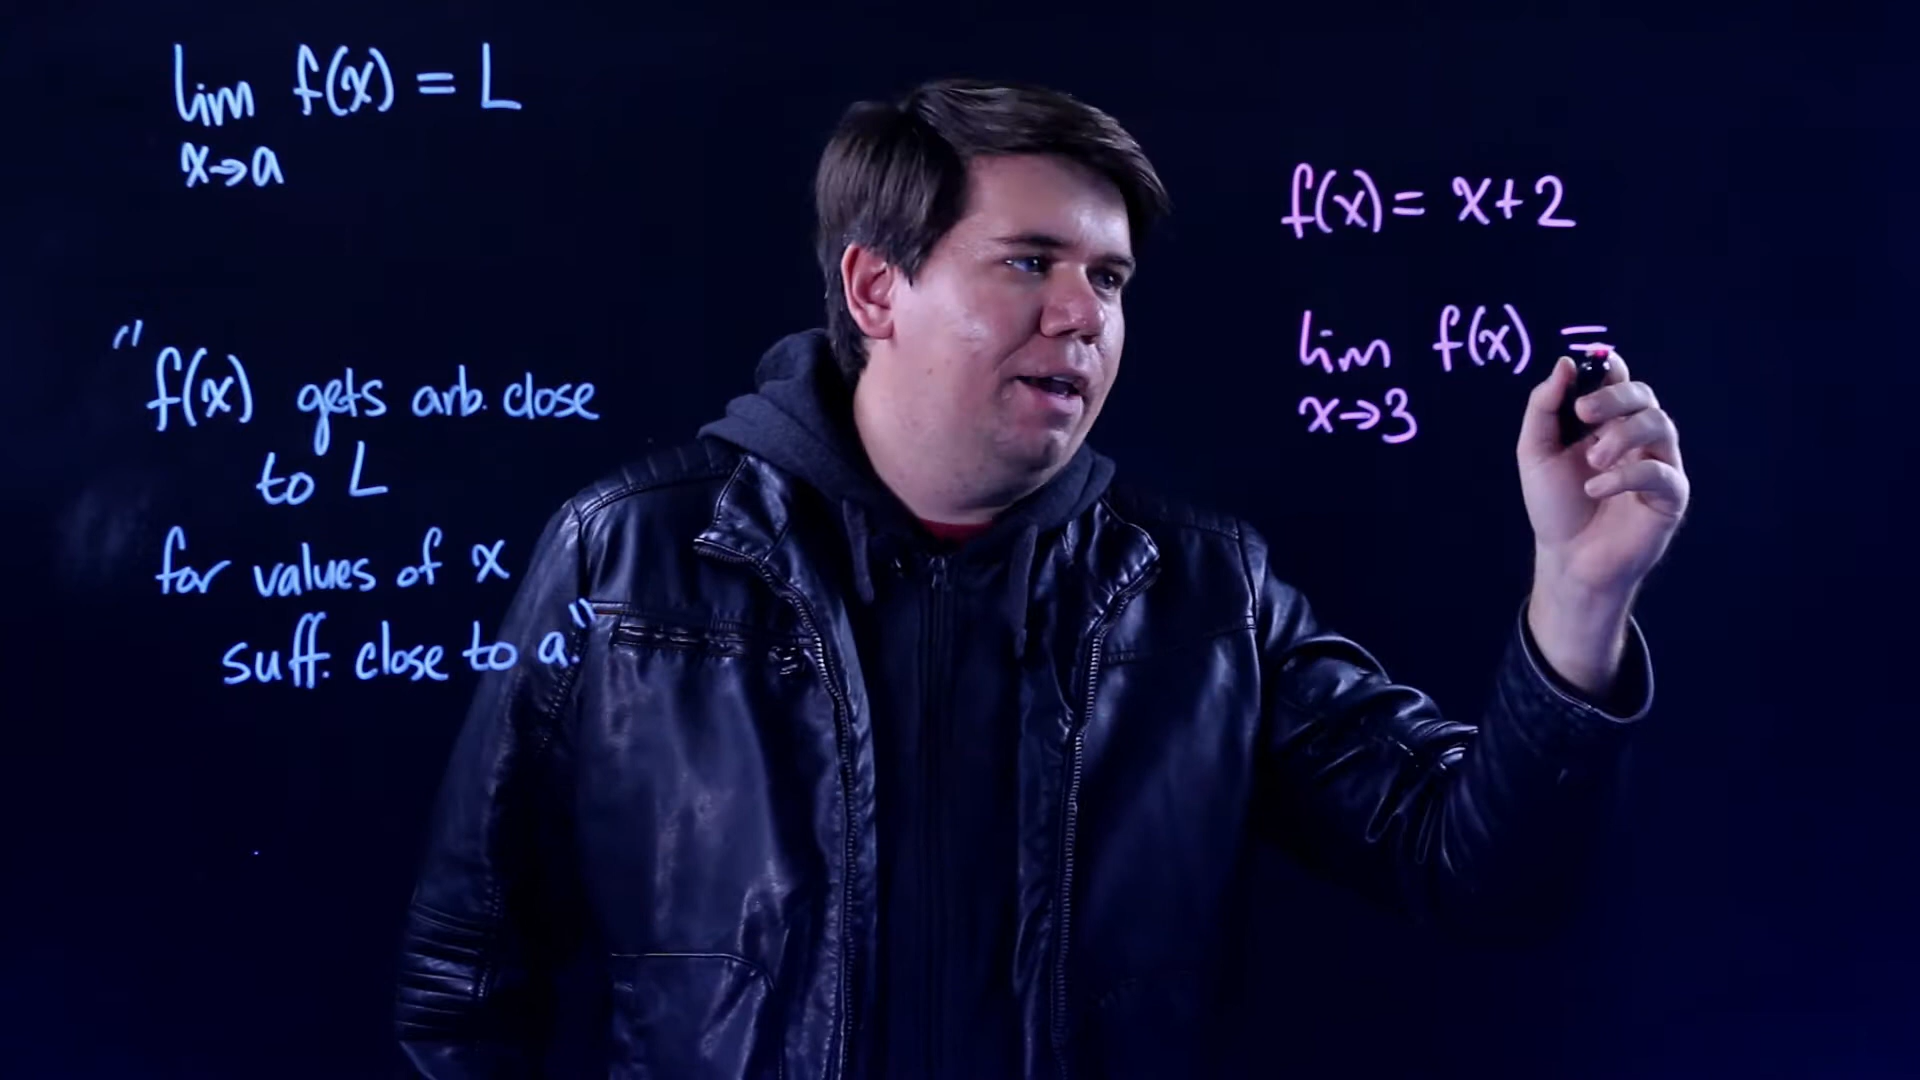 lim f(x) = L
x→a
"f(x) gets arb. close
to L
for values of x
suff. close to a."
f(x) = x+2
lim f(x) =
x→3